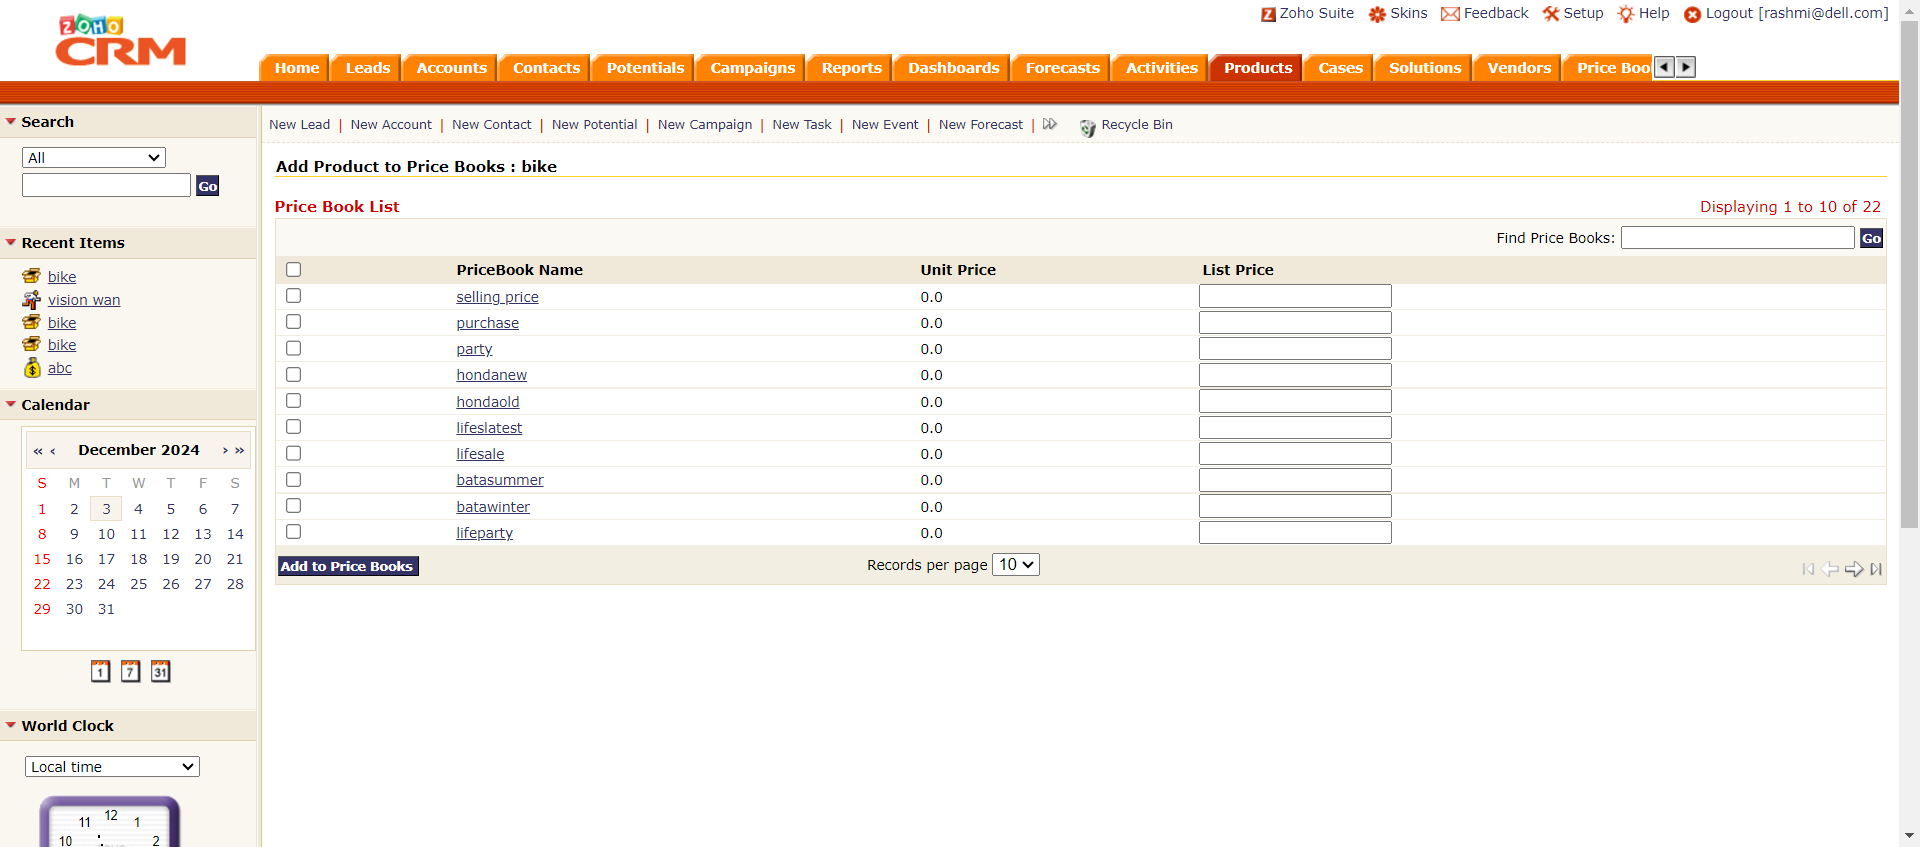 Zoho Suite Skins Feedback Setup Help Logout [rashmi@dell.com]
ZOHO
CRM
Home Leads Accounts Contacts Potentials Campaigns Reports Dashboards Forecasts Activities Products Cases Solutions Vendors Price Boo
New Lead | New Account | New Contact | New Potential | New Campaign | New Task | New Event | New Forecast | Recycle Bin
Search
All
Go
Recent Items
bike
vision wan
bike
bike
abc
Calendar
« ‹ December 2024 › »
S M T W T F S
1 2 3 4 5 6 7
8 9 10 11 12 13 14
15 16 17 18 19 20 21
22 23 24 25 26 27 28
29 30 31
1 7 31
World Clock
Local time
11 12 1
10 2
Add Product to Price Books : bike
Price Book List Displaying 1 to 10 of 22
Find Price Books: Go
PriceBook Name Unit Price List Price
selling price 0.0
purchase 0.0
party 0.0
hondanew 0.0
hondaold 0.0
lifeslatest 0.0
lifesale 0.0
batasummer 0.0
batawinter 0.0
lifeparty 0.0
Add to Price Books Records per page 10